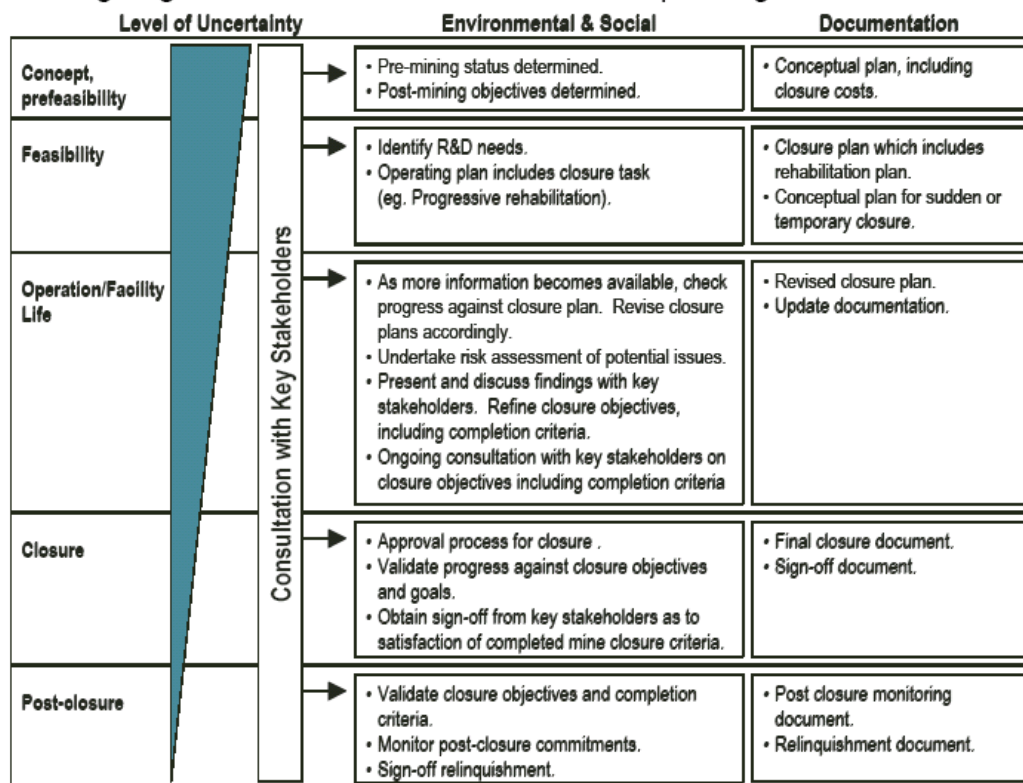 Level of Uncertainty
Environmental & Social
Documentation
Concept,
prefeasibility
• Pre-mining status determined.
• Post-mining objectives determined.
• Conceptual plan, including
closure costs.
Feasibility
• Identify R&D needs.
• Operating plan includes closure task
(eg. Progressive rehabilitation).
• Closure plan which includes
rehabilitation plan.
• Conceptual plan for sudden or
temporary closure.
Consultation with Key Stakeholders
Operation/Facility
Life
• As more information becomes available, check
progress against closure plan. Revise closure
plans accordingly.
• Undertake risk assessment of potential issues.
• Present and discuss findings with key
stakeholders. Refine closure objectives,
including completion criteria.
• Ongoing consultation with key stakeholders on
closure objectives including completion criteria
• Revised closure plan.
• Update documentation.
Closure
• Approval process for closure .
• Validate progress against closure objectives
and goals.
• Obtain sign-off from key stakeholders as to
satisfaction of completed mine closure criteria.
• Final closure document.
• Sign-off document.
Post-closure
• Validate closure objectives and completion
criteria.
• Monitor post-closure commitments.
• Sign-off relinquishment.
• Post closure monitoring
document.
• Relinquishment document.